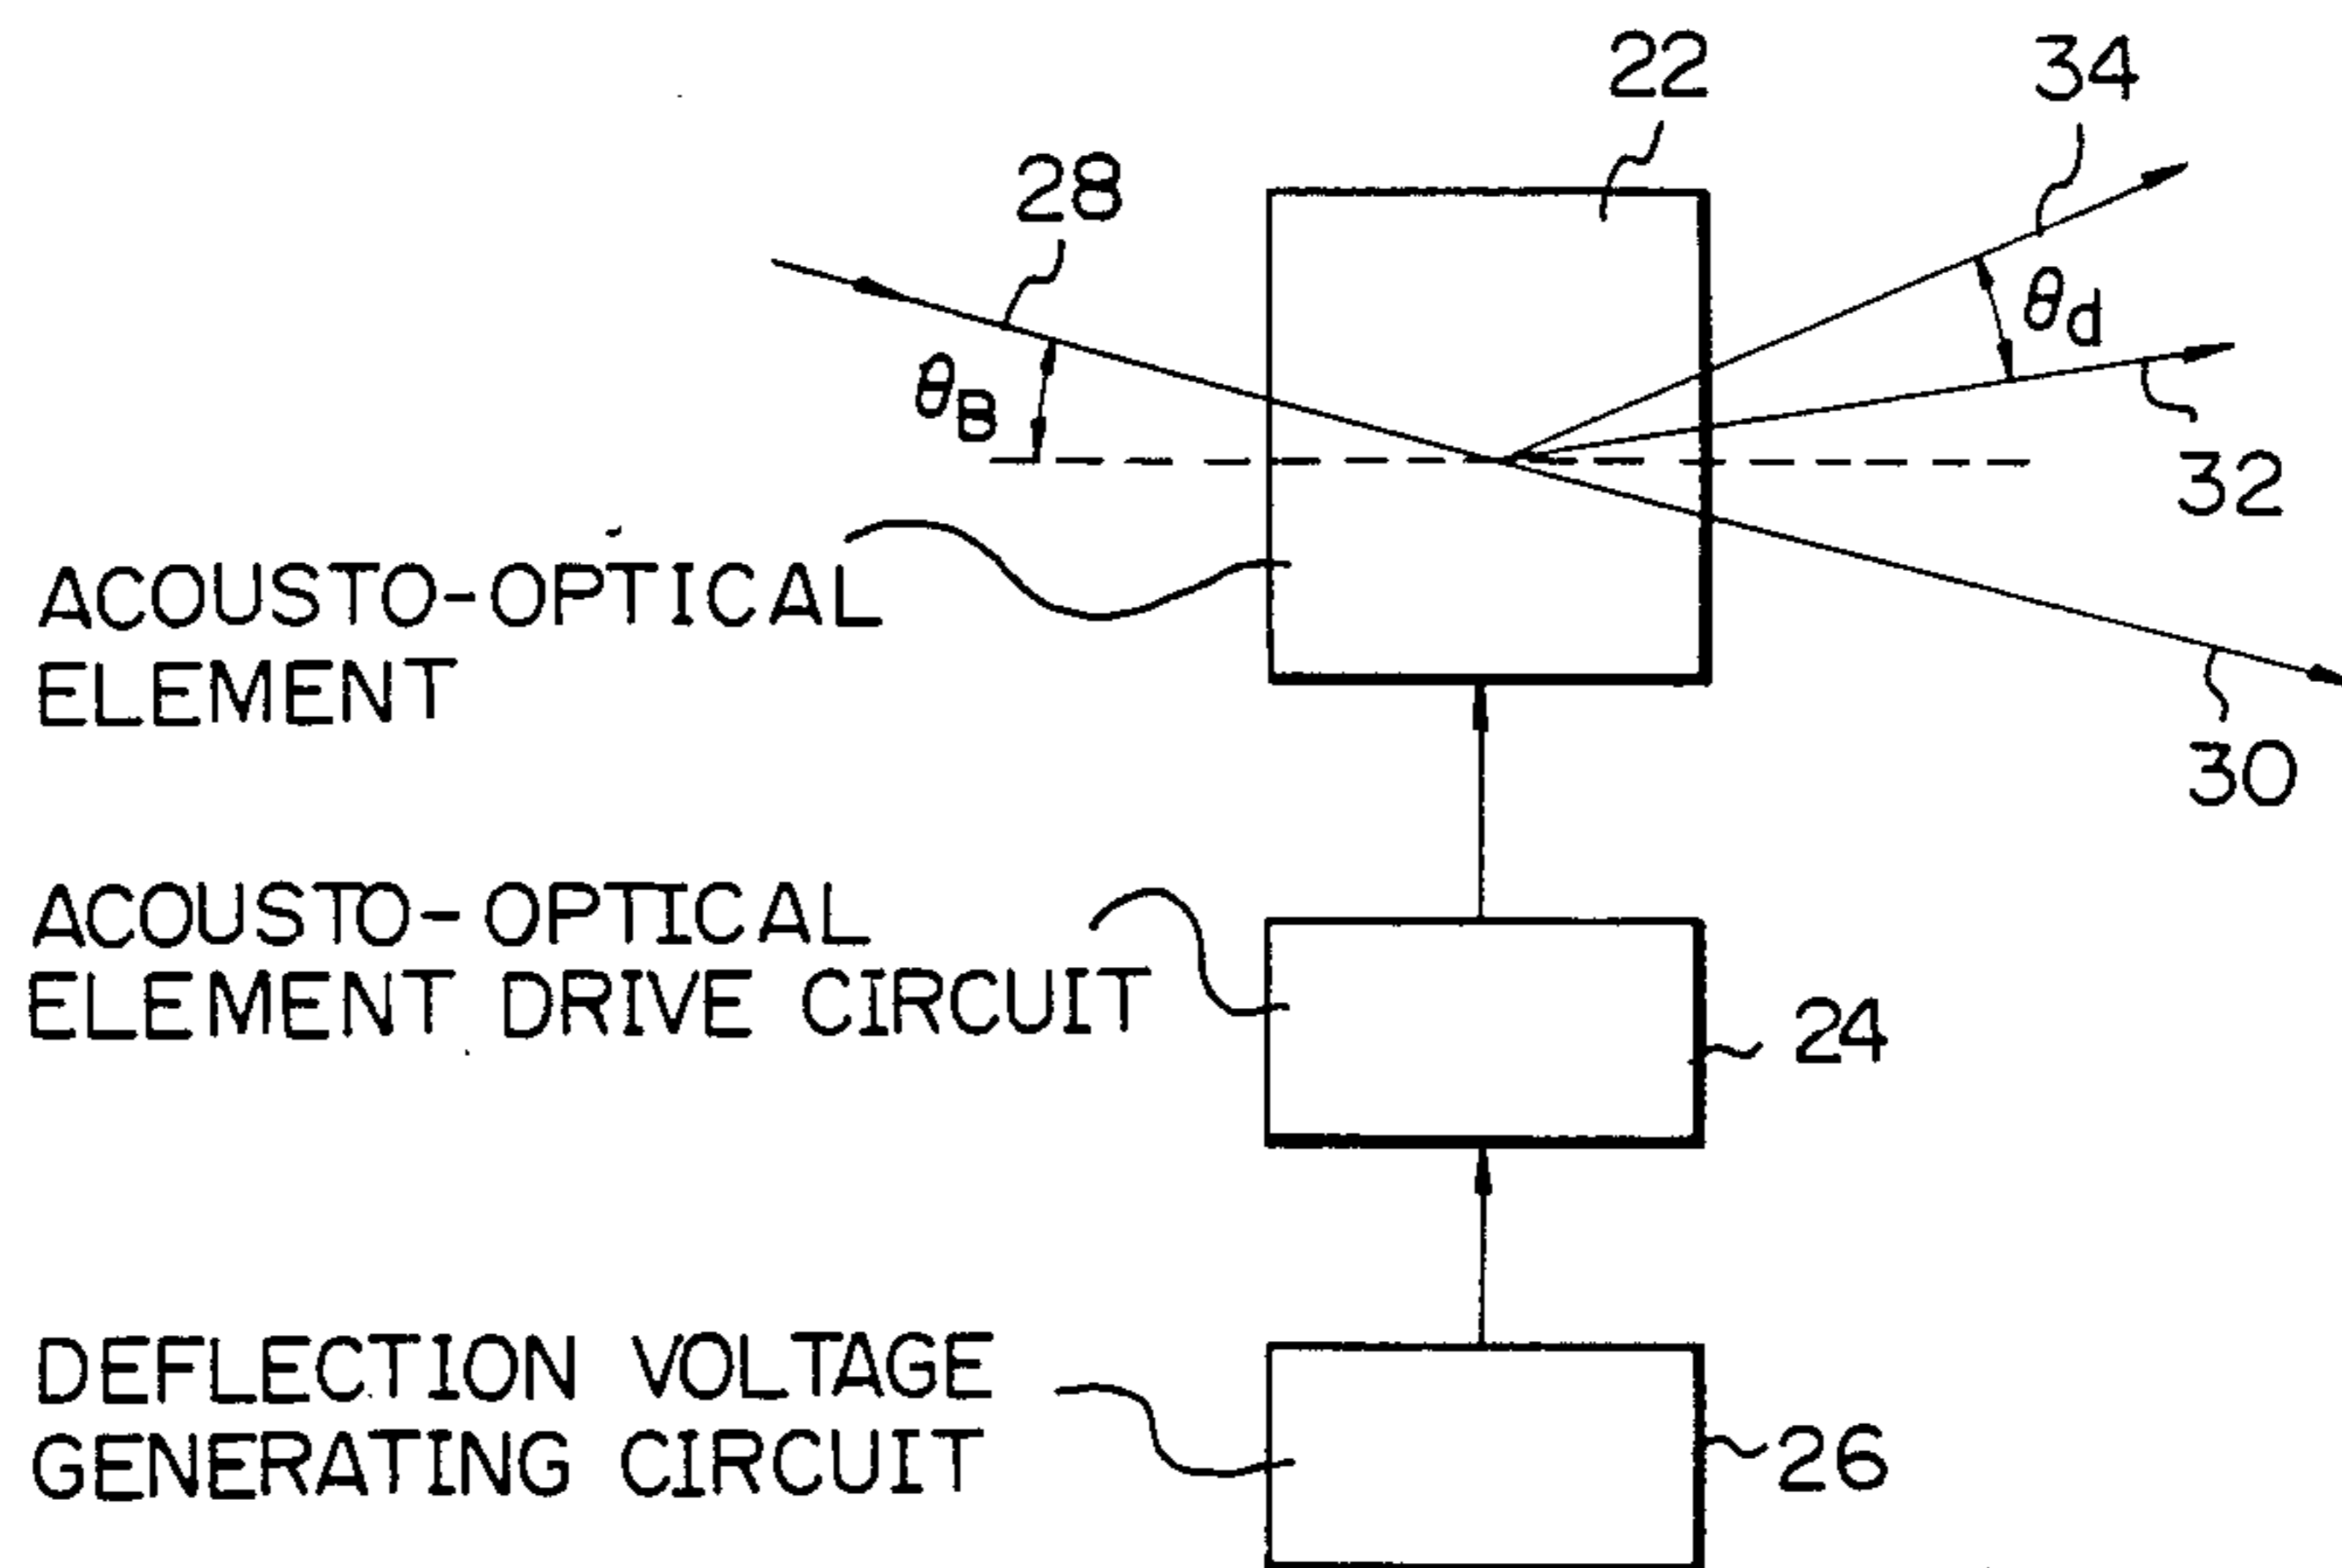 22
34
28
θd
θB
32
ACOUSTO-OPTICAL
ELEMENT
30
ACOUSTO-OPTICAL
ELEMENT DRIVE CIRCUIT
24
DEFLECTION VOLTAGE
GENERATING CIRCUIT
26